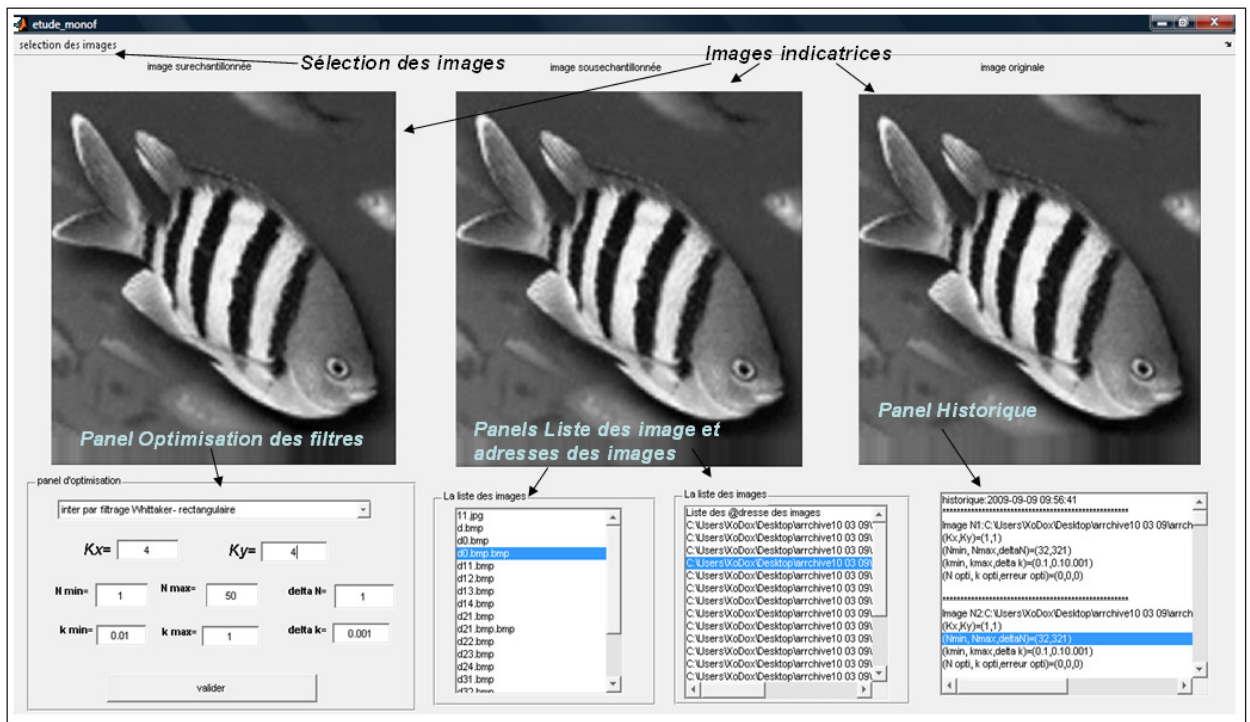 etude_monof
selection des images
Sélection des images
Images indicatrices
image surechantillonnée
image sousechantillonnée
image originale
Panel Optimisation des filtres
Panels Liste des image et
adresses des images
Panel Historique
panel d'optimisation
inter par filtrage Whittaker- rectangulaire
Kx= 4 Ky= 4
N min= 1 N max= 50 delta N= 1
k min= 0.01 k max= 1 delta k= 0.001
valider
La liste des images
11.jpg
d.bmp
d0.bmp
d0.bmp.bmp
d11.bmp
d12.bmp
d13.bmp
d14.bmp
d21.bmp
d21.bmp.bmp
d22.bmp
d23.bmp
d24.bmp
d31.bmp
d32.bmp
La liste des images
Liste des @dresse des images
C:\Users\XoDox\Desktop\arrchive10 03 09\
C:\Users\XoDox\Desktop\arrchive10 03 09\
C:\Users\XoDox\Desktop\arrchive10 03 09\
C:\Users\XoDox\Desktop\arrchive10 03 09\
C:\Users\XoDox\Desktop\arrchive10 03 09\
C:\Users\XoDox\Desktop\arrchive10 03 09\
C:\Users\XoDox\Desktop\arrchive10 03 09\
C:\Users\XoDox\Desktop\arrchive10 03 09\
C:\Users\XoDox\Desktop\arrchive10 03 09\
C:\Users\XoDox\Desktop\arrchive10 03 09\
C:\Users\XoDox\Desktop\arrchive10 03 09\
C:\Users\XoDox\Desktop\arrchive10 03 09\
C:\Users\XoDox\Desktop\arrchive10 03 09\
historique:2009-09-09 09:56:41
**********************************************
Image N1:C:\Users\XoDox\Desktop\arrchive10 03 09\arrch
(Kx,Ky)=(1,1)
(Nmin, Nmax,deltaN)=(32,321)
(kmin, kmax,delta k)=(0.1,0.10.001)
(N opti, k opti,erreur opti)=(0,0,0)
**********************************************
Image N2:C:\Users\XoDox\Desktop\arrchive10 03 09\arrch
(Kx,Ky)=(1,1)
(Nmin, Nmax,deltaN)=(32,321)
(kmin, kmax,delta k)=(0.1,0.10.001)
(N opti, k opti,erreur opti)=(0,0,0)